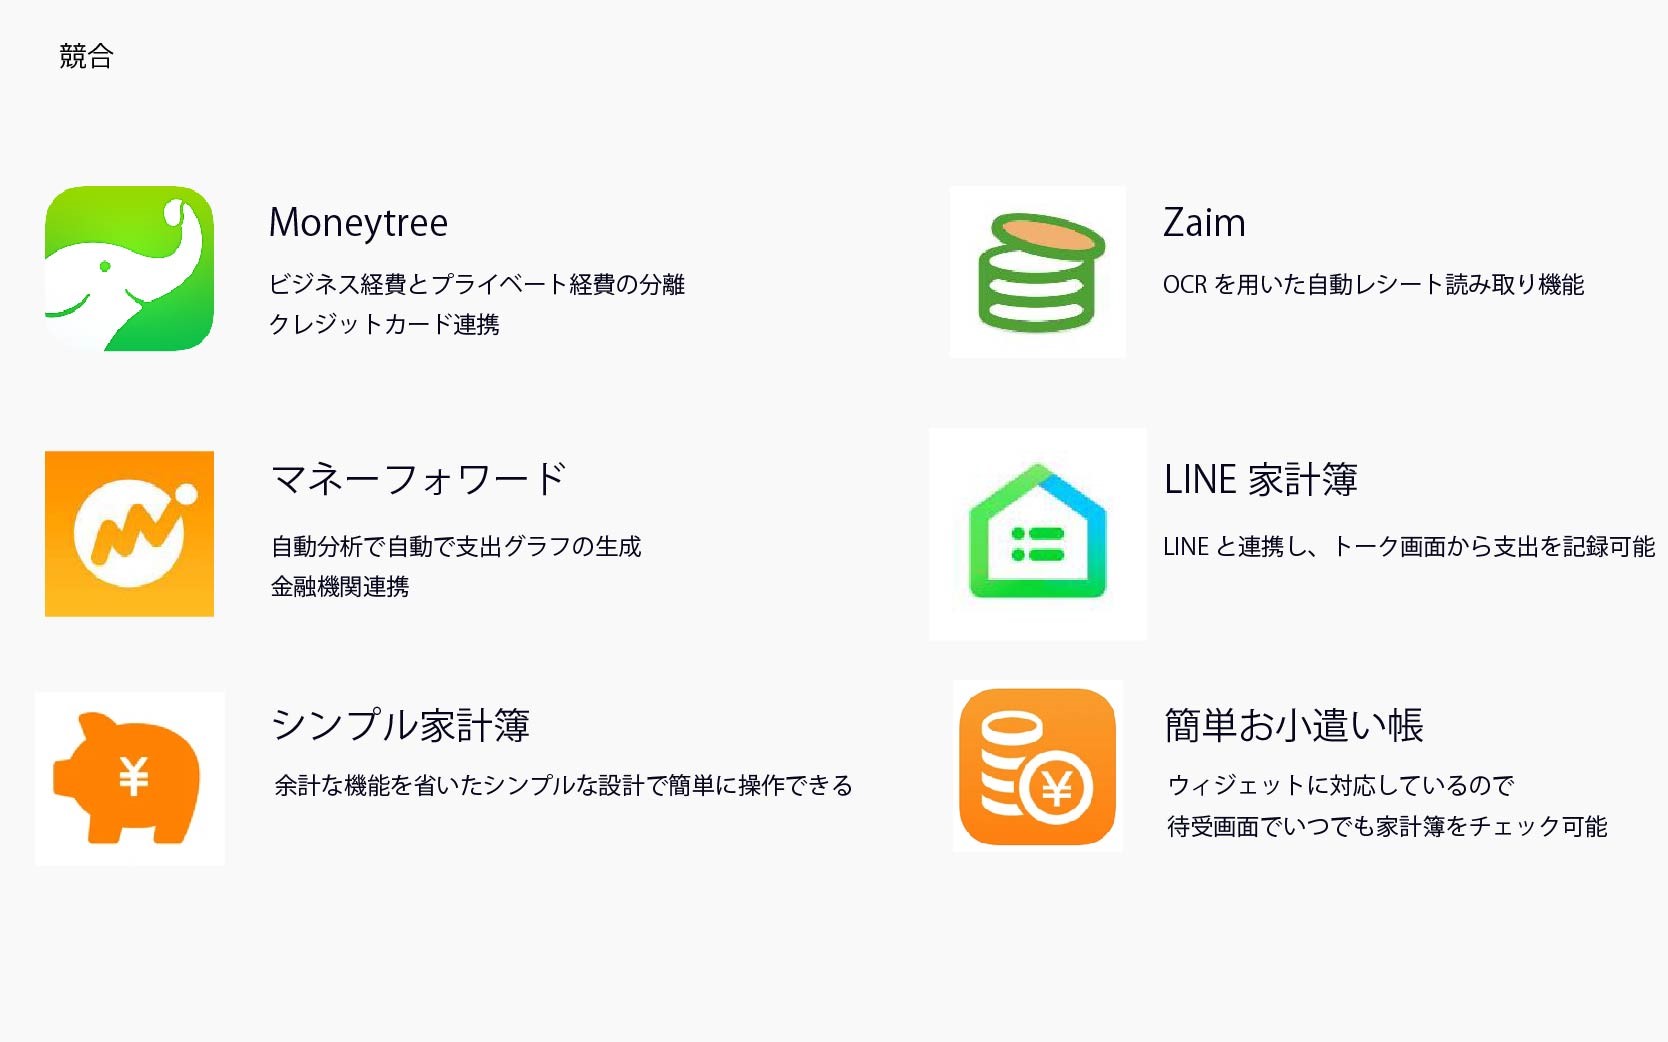 競合
Moneytree
ビジネス経費とプライベート経費の分離
クレジットカード連携
Zaim
OCR を用いた自動レシート読み取り機能
マネーフォワード
自動分析で自動で支出グラフの生成
金融機関連携
LINE 家計簿
LINE と連携し、トーク画面から支出を記録可能
¥
シンプル家計簿
余計な機能を省いたシンプルな設計で簡単に操作できる
¥
簡単お小遣い帳
ウィジェットに対応しているので
待受画面でいつでも家計簿をチェック可能